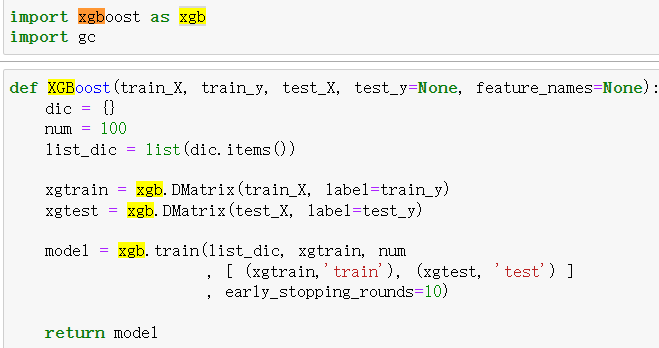 import xgboost as xgb
import gc
def XGBoost(train_X, train_y, test_X, test_y=None, feature_names=None):
    dic = {}
    num = 100
    list_dic = list(dic.items())
    xgtrain = xgb.DMatrix(train_X, label=train_y)
    xgtest = xgb.DMatrix(test_X, label=test_y)
    model = xgb.train(list_dic, xgtrain, num
                    , [ (xgtrain,'train'), (xgtest, 'test') ]
                    , early_stopping_rounds=10)
    return model